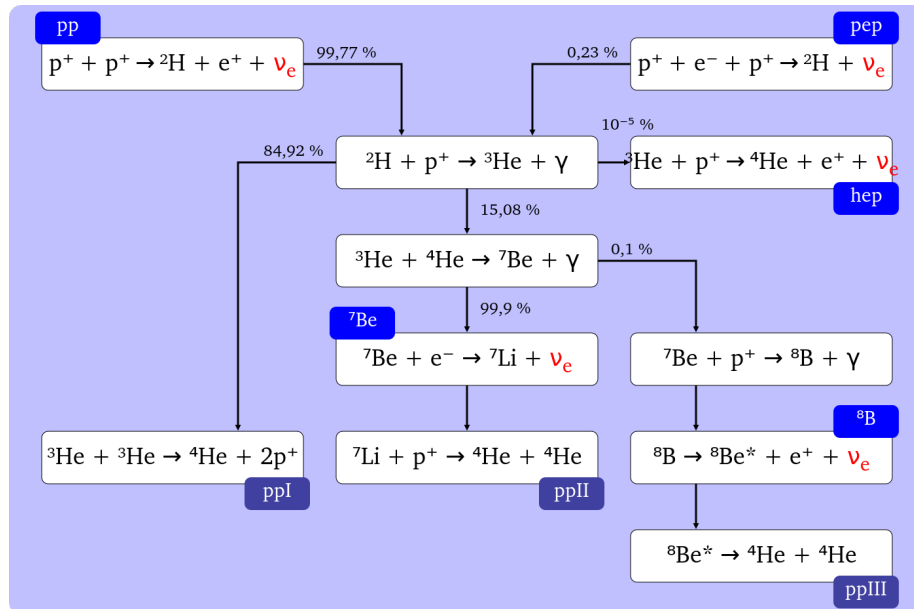 pp
pep
p⁺ + p⁺ → ²H + e⁺ + νₑ
99,77 %
0,23 %
p⁺ + e⁻ + p⁺ → ²H + νₑ
10⁻⁵ %
84,92 %
²H + p⁺ → ³He + γ
³He + p⁺ → ⁴He + e⁺ + νₑ
hep
15,08 %
³He + ⁴He → ⁷Be + γ
0,1 %
99,9 %
⁷Be
⁷Be + e⁻ → ⁷Li + νₑ
⁷Be + p⁺ → ⁸B + γ
⁸B
³He + ³He → ⁴He + 2p⁺
⁷Li + p⁺ → ⁴He + ⁴He
⁸B → ⁸Be* + e⁺ + νₑ
ppI
ppII
⁸Be* → ⁴He + ⁴He
ppIII